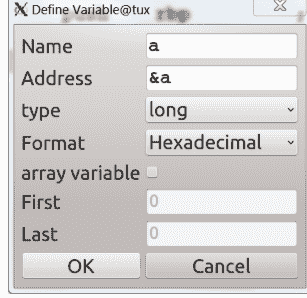 Define Variable@tux
Name a
Address &a
type long
Format Hexadecimal
array variable
First 0
Last 0
OK Cancel